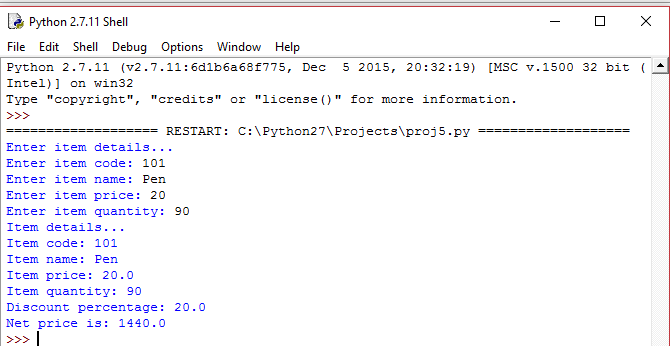 Python 2.7.11 Shell
File Edit Shell Debug Options Window Help
Python 2.7.11 (v2.7.11:6d1b6a68f775, Dec  5 2015, 20:32:19) [MSC v.1500 32 bit (
Intel)] on win32
Type "copyright", "credits" or "license()" for more information.
>>>
=================== RESTART: C:\Python27\Projects\proj5.py ===================
Enter item details...
Enter item code: 101
Enter item name: Pen
Enter item price: 20
Enter item quantity: 90
Item details...
Item code: 101
Item name: Pen
Item price: 20.0
Item quantity: 90
Discount percentage: 20.0
Net price is: 1440.0
>>>